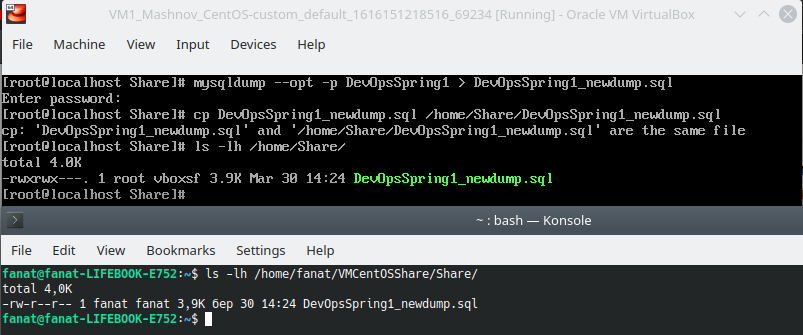 VM1_Mashnov_CentOS-custom_default_1616151218516_69234 [Running] - Oracle VM VirtualBox
File Machine View Input Devices Help
[root@localhost Share]# mysqldump --opt -p DevOpsSpring1 > DevOpsSpring1_newdump.sql
Enter password:
[root@localhost Share]# cp DevOpsSpring1_newdump.sql /home/Share/DevOpsSpring1_newdump.sql
cp: 'DevOpsSpring1_newdump.sql' and '/home/Share/DevOpsSpring1_newdump.sql' are the same file
[root@localhost Share]# ls -lh /home/Share/
total 4.0K
-rwxrwx---. 1 root vboxsf 3.9K Mar 30 14:24 DevOpsSpring1_newdump.sql
[root@localhost Share]#
~ : bash — Konsole
File Edit View Bookmarks Settings Help
fanat@fanat-LIFEBOOK-E752:~$ ls -lh /home/fanat/VMCentOSShare/Share/
total 4,0K
-rw-r--r-- 1 fanat fanat 3,9K бер 30 14:24 DevOpsSpring1_newdump.sql
fanat@fanat-LIFEBOOK-E752:~$